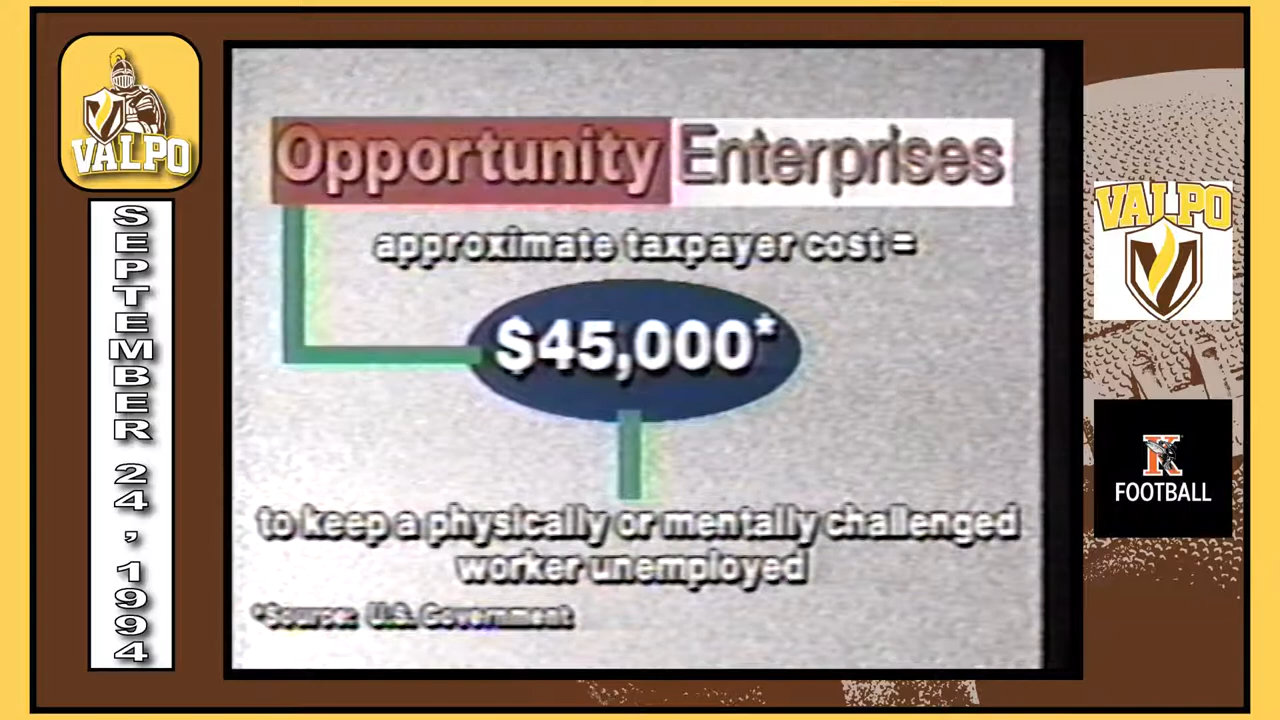 VALPO
SEPTEMBER 24, 1994
Opportunity Enterprises
approximate taxpayer cost =
$45,000*
to keep a physically or mentally challenged
worker unemployed
*Source: U.S. Government
VALPO
K
FOOTBALL